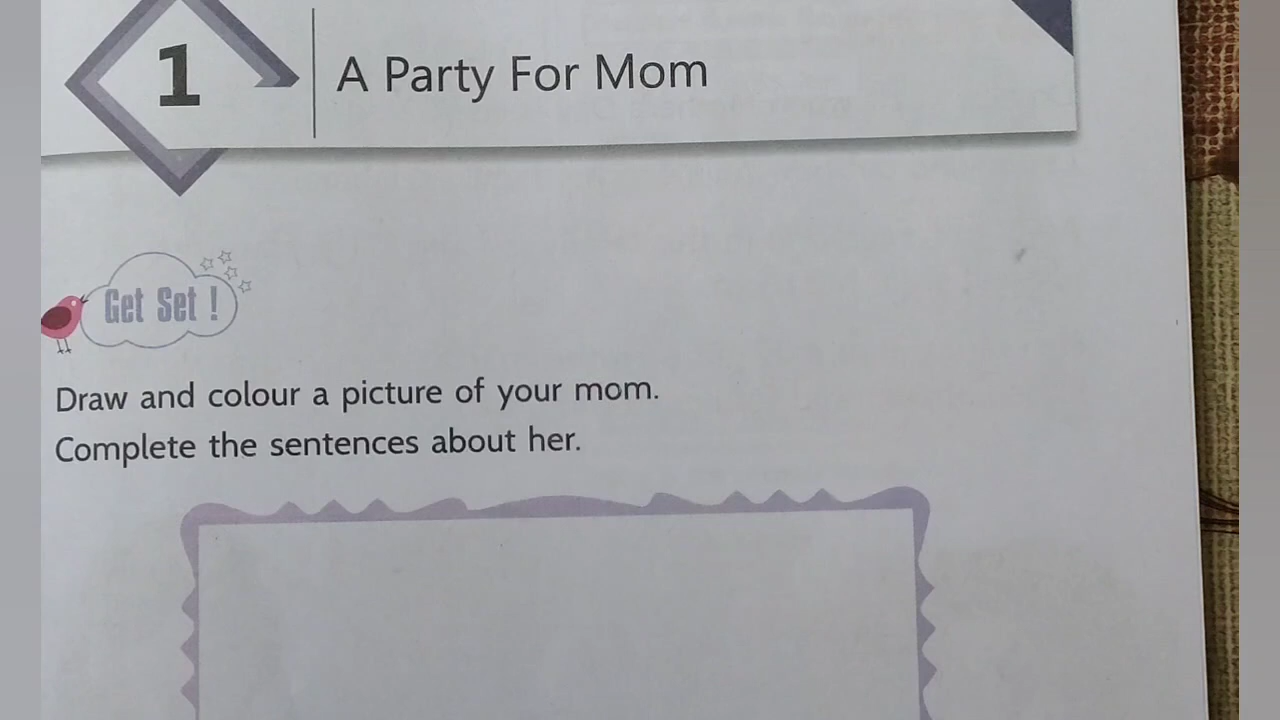 1
A Party For Mom
Get Set !
Draw and colour a picture of your mom.
Complete the sentences about her.